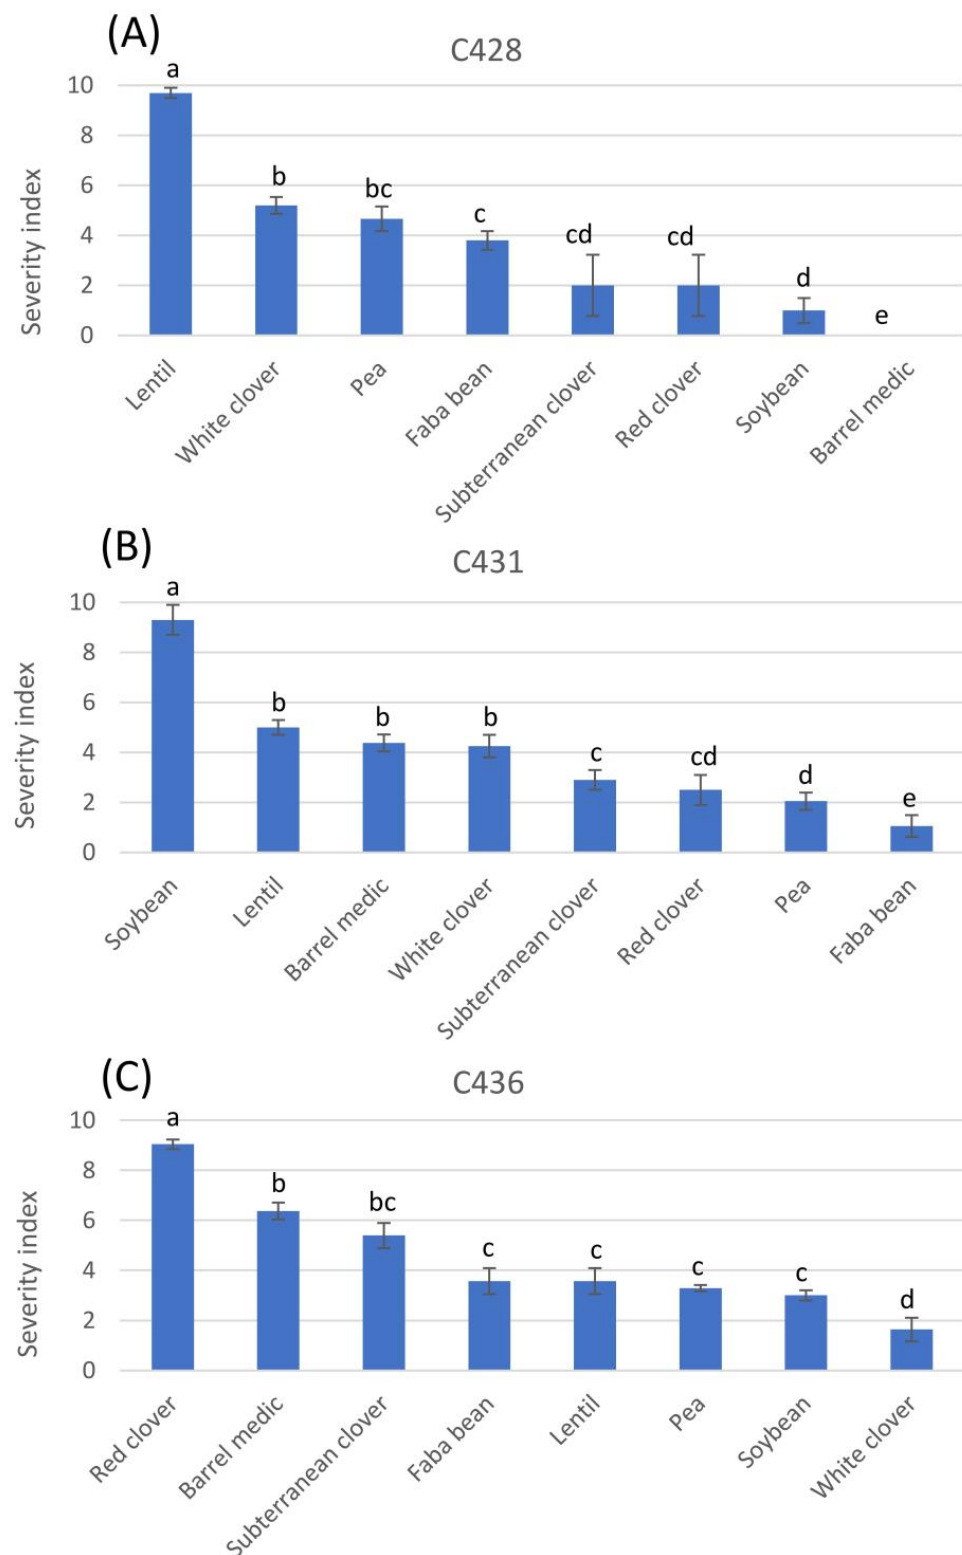 (A)
C428
Severity index
10
8
6
4
2
0
a
b
bc
c
cd
cd
d
e
Lentil
White clover
Pea
Faba bean
Subterranean clover
Red clover
Soybean
Barrel medic
(B)
C431
Severity index
10
8
6
4
2
0
a
b
b
b
c
cd
d
e
Soybean
Lentil
Barrel medic
White clover
Subterranean clover
Red clover
Pea
Faba bean
(C)
C436
Severity index
10
8
6
4
2
0
a
b
bc
c
c
c
c
d
Red clover
Barrel medic
Subterranean clover
Faba bean
Lentil
Pea
Soybean
White clover